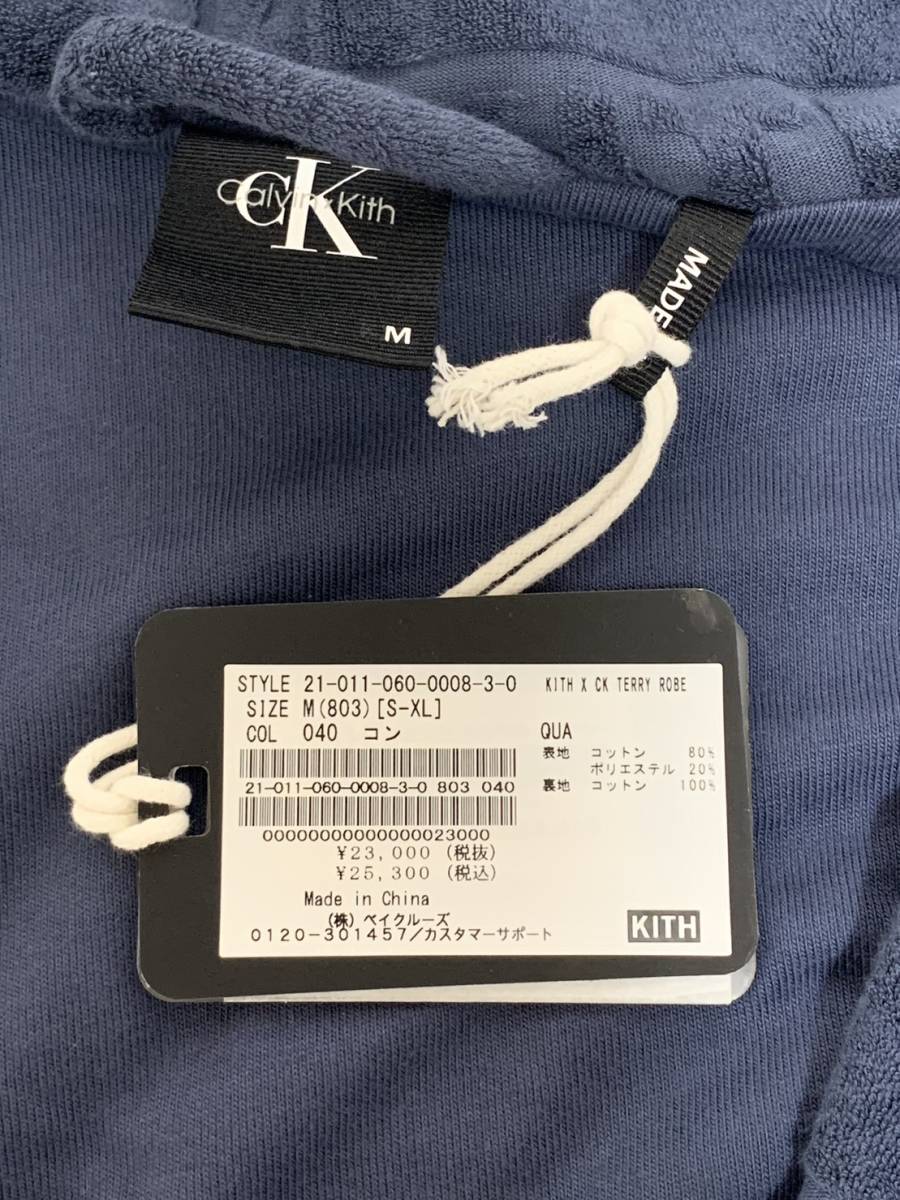 CK
Calvin Kith
M
MADE
STYLE 21-011-060-0008-3-0 KITH X CK TERRY ROBE
SIZE M(803)[S-XL]
COL 040 コン QUA
表地 コットン 80%
ポリエステル 20%
裏地 コットン 100%
21-011-060-0008-3-0 803 040
00000000000000023000
¥23,000 (税抜)
¥25,300 (税込)
Made in China
(株) ベイクルーズ
0120-301457/カスタマーサポート
KITH